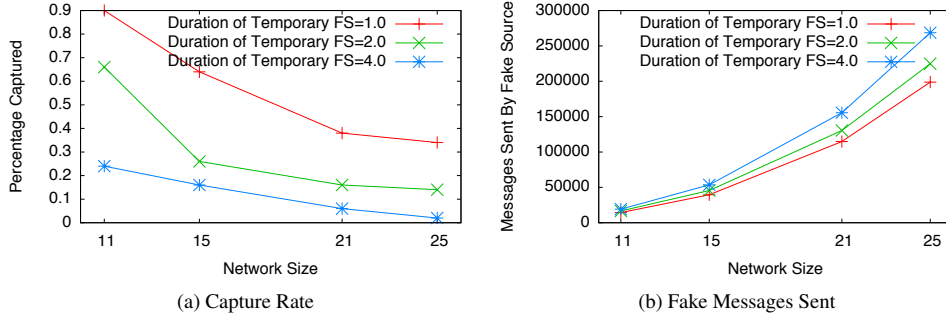 Percentage Captured
0.9
0.8
0.7
0.6
0.5
0.4
0.3
0.2
0.1
0
Duration of Temporary FS=1.0
Duration of Temporary FS=2.0
Duration of Temporary FS=4.0
11 15 21 25
Network Size
(a) Capture Rate
Messages Sent By Fake Source
300000
250000
200000
150000
100000
50000
0
Duration of Temporary FS=1.0
Duration of Temporary FS=2.0
Duration of Temporary FS=4.0
11 15 21 25
Network Size
(b) Fake Messages Sent